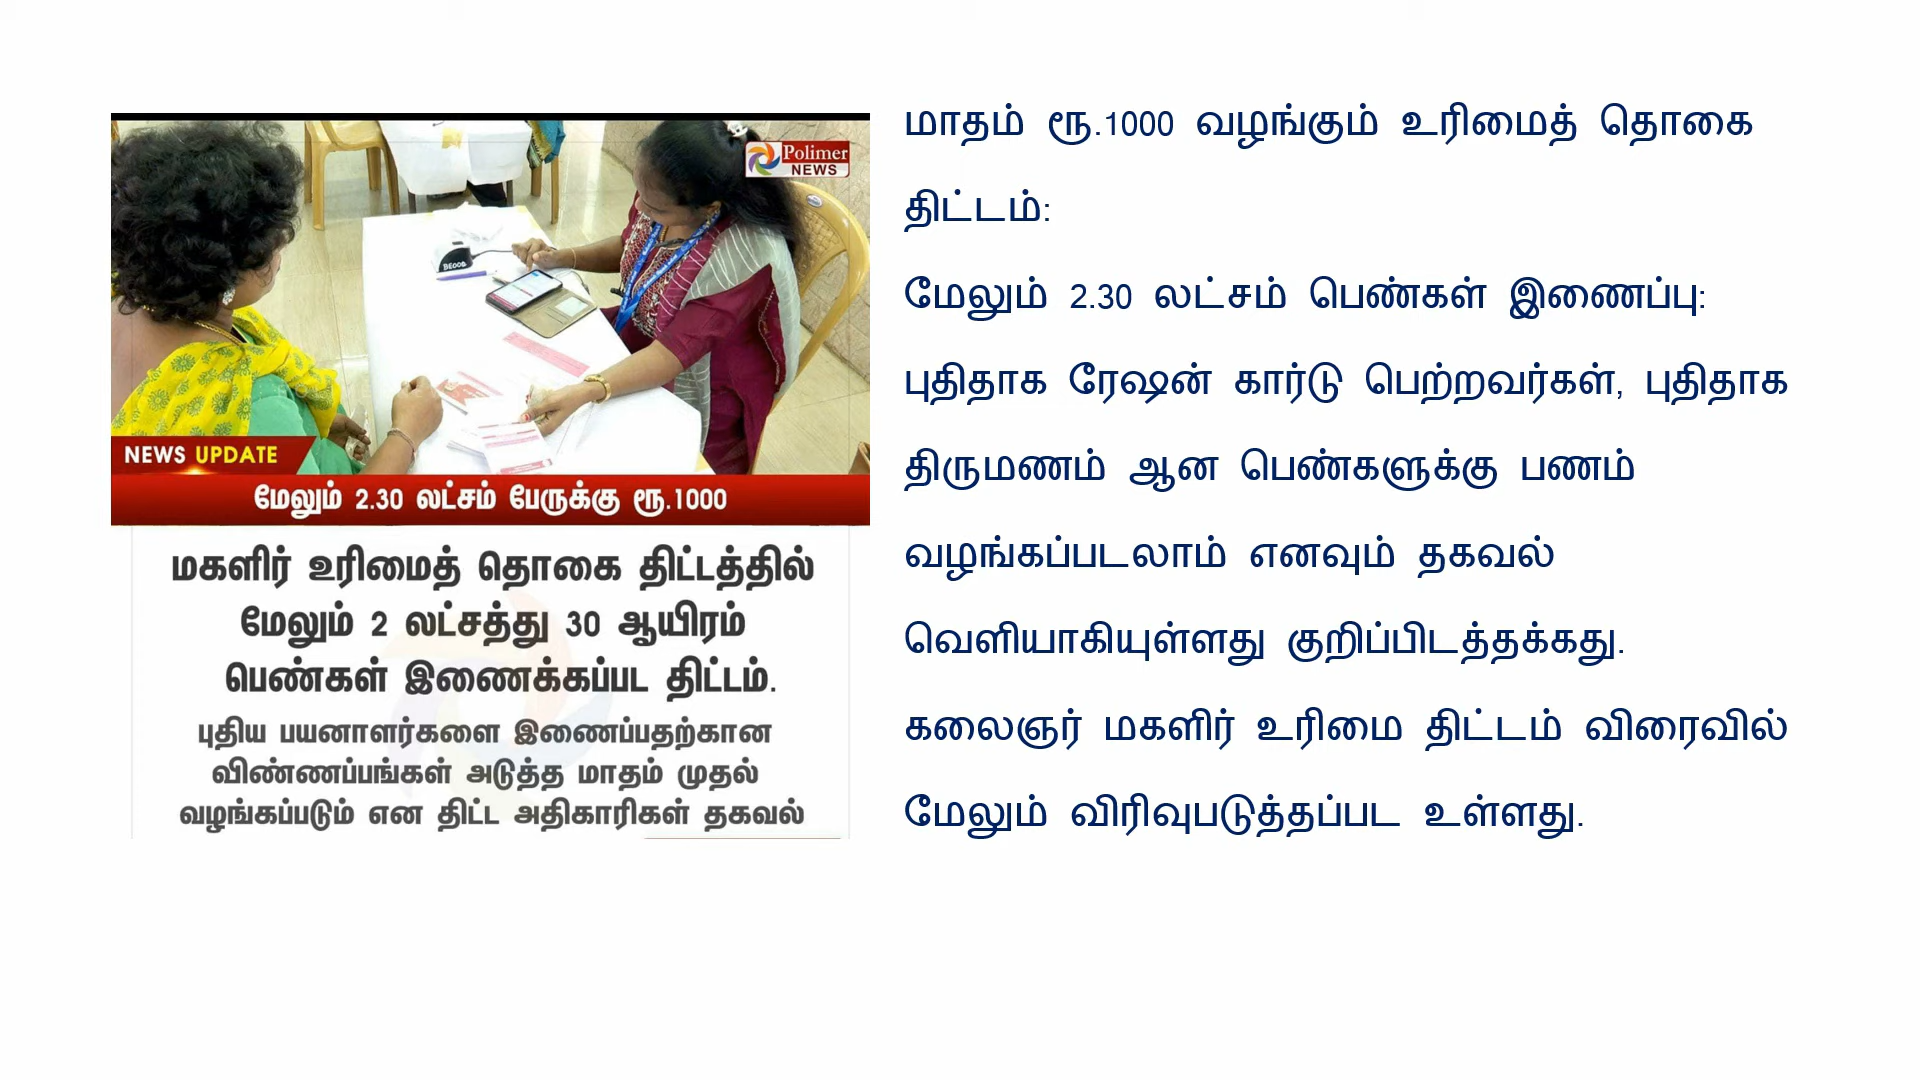 Polimer
NEWS
BE00
NEWS UPDATE
மேலும் 2.30 லட்சம் பேருக்கு ரூ.1000
மகளிர் உரிமைத் தொகை திட்டத்தில்
மேலும் 2 லட்சத்து 30 ஆயிரம்
பெண்கள் இணைக்கப்பட திட்டம்.
புதிய பயனாளர்களை இணைப்பதற்கான
விண்ணப்பங்கள் அடுத்த மாதம் முதல்
வழங்கப்படும் என திட்ட அதிகாரிகள் தகவல்
மாதம் ரூ.1000 வழங்கும் உரிமைத் தொகை
திட்டம்:
மேலும் 2.30 லட்சம் பெண்கள் இணைப்பு:
புதிதாக ரேஷன் கார்டு பெற்றவர்கள், புதிதாக
திருமணம் ஆன பெண்களுக்கு பணம்
வழங்கப்படலாம் எனவும் தகவல்
வெளியாகியுள்ளது குறிப்பிடத்தக்கது.
கலைஞர் மகளிர் உரிமை திட்டம் விரைவில்
மேலும் விரிவுபடுத்தப்பட உள்ளது.